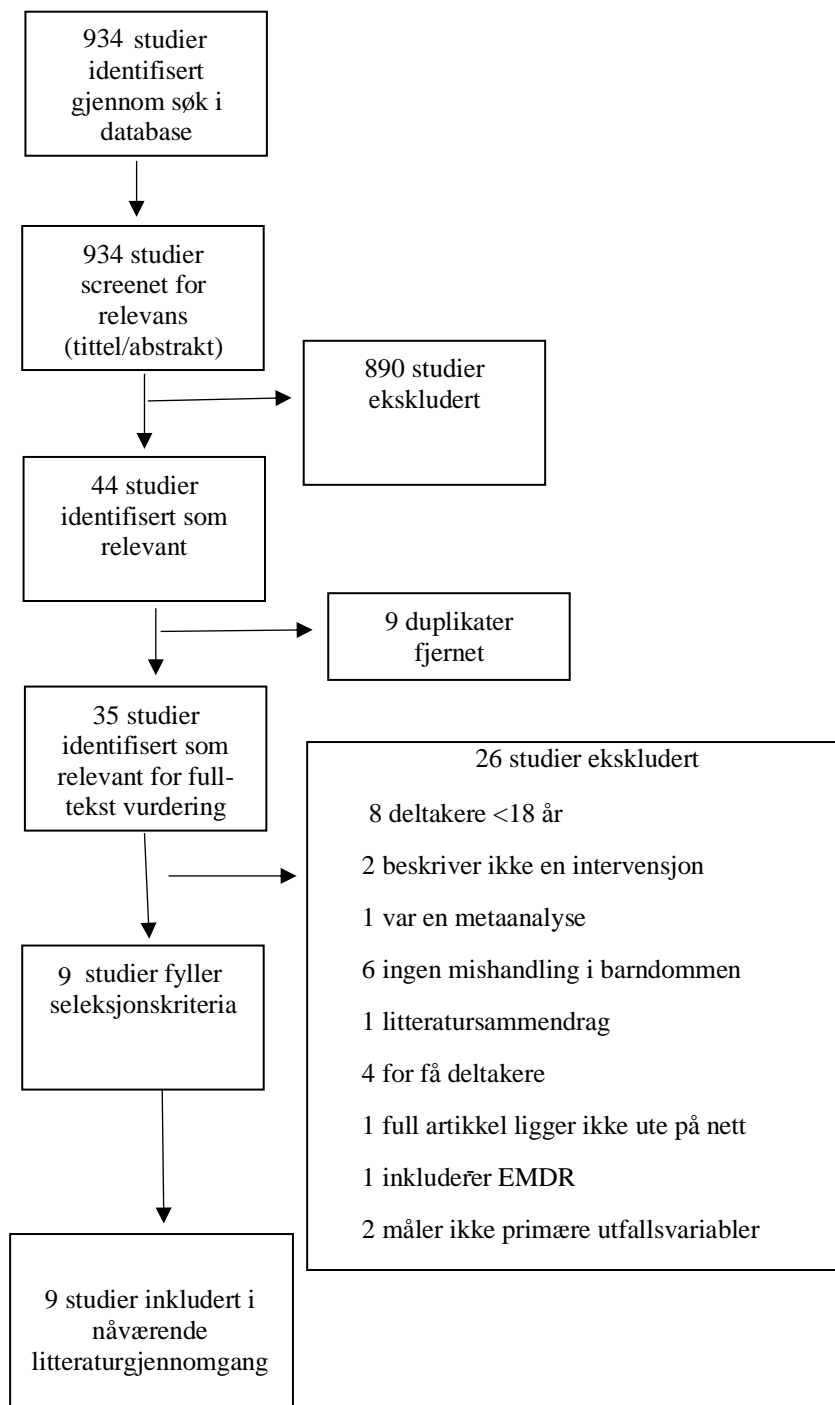 934 studier
identifisert
gjennom søk i
database
934 studier
screenet for
relevans
(tittel/abstrakt)
890 studier
ekskludert
44 studier
identifisert som
relevant
9 duplikater
fjernet
35 studier
identifisert som
relevant for full-
tekst vurdering
26 studier ekskludert
8 deltakere <18 år
2 beskriver ikke en intervensjon
1 var en metaanalyse
6 ingen mishandling i barndommen
1 litteratursammendrag
4 for få deltakere
1 full artikkel ligger ikke ute på nett
1 inkluderer EMDR
2 måler ikke primære utfallsvariabler
9 studier fyller
seleksjonskriteria
9 studier inkludert i
nåværende
litteraturgjennomgang